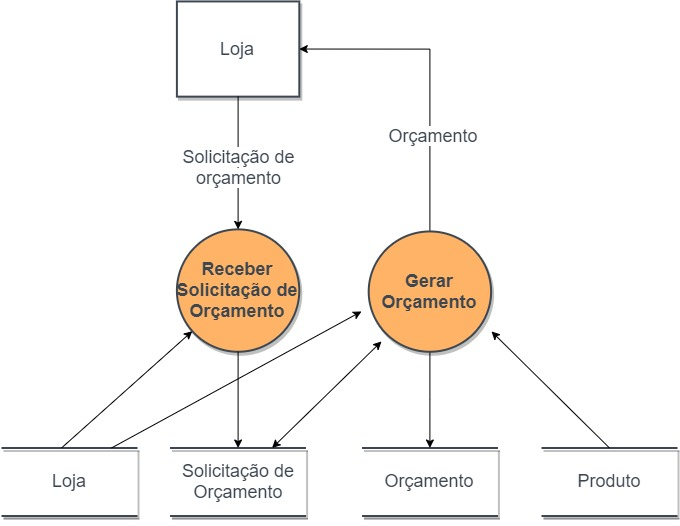 Loja
Orçamento
Solicitação de
orçamento
Receber
Solicitação de
Orçamento
Gerar
Orçamento
Loja
Solicitação de
Orçamento
Orçamento
Produto